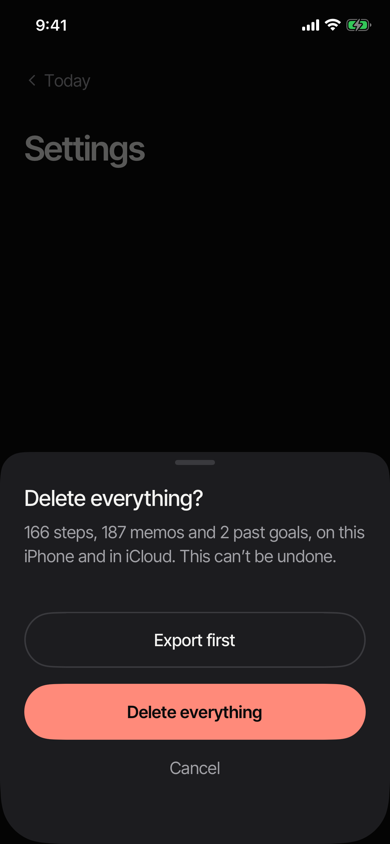 9:41
Today
Settings
Delete everything?
166 steps, 187 memos and 2 past goals, on this
iPhone and in iCloud. This can’t be undone.
Export first
Delete everything
Cancel